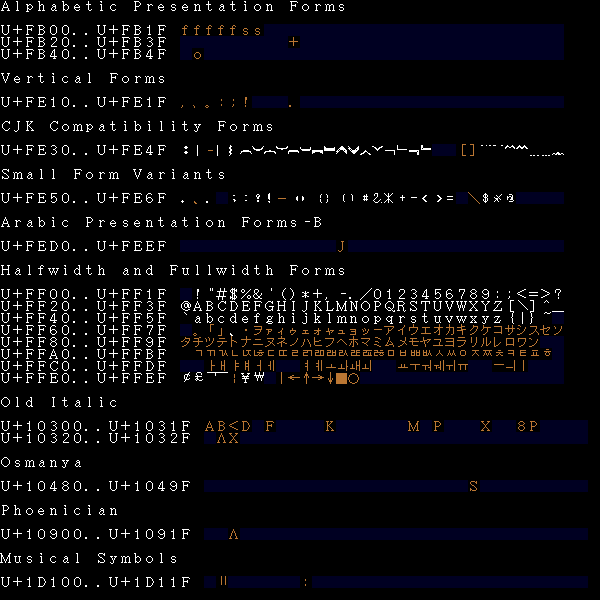 Alphabetic Presentation Forms
U+FB00..U+FB1F ffffffss
U+FB20..U+FB3F +
U+FB40..U+FB4F o
Vertical Forms
U+FE10..U+FE1F
CJK Compatibility Forms
U+FE30..U+FE4F
Small Form Variants
U+FE50..U+FE6F
Arabic Presentation Forms-B
U+FED0..U+FEEF J
Halfwidth and Fullwidth Forms
U+FF00..U+FF1F !"#$%&'()*+,-./0123456789:;<=>?
U+FF20..U+FF3F @ABCDEFGHIJKLMNOPQRSTUVWXYZ[\]^_
U+FF40..U+FF5F `abcdefghijklmnopqrstuvwxyz{|}~
U+FF60..U+FF7F 。「」、・ヲァィゥェォャュョッーアイウエオカキクケコサシスセソ
U+FF80..U+FF9F タチツテトナニヌネノハヒフヘホマミムメモヤユヨラリルレロワン
U+FFA0..U+FFBF
U+FFC0..U+FFDF
U+FFE0..U+FFEF ¢£¬¯¦¥₩ │←↑→↓■○
Old Italic
U+10300..U+1031F AB<D F K M P X 8P
U+10320..U+1032F ΛX
Osmanya
U+10480..U+1049F S
Phoenician
U+10900..U+1091F Λ
Musical Symbols
U+1D100..U+1D11F || :